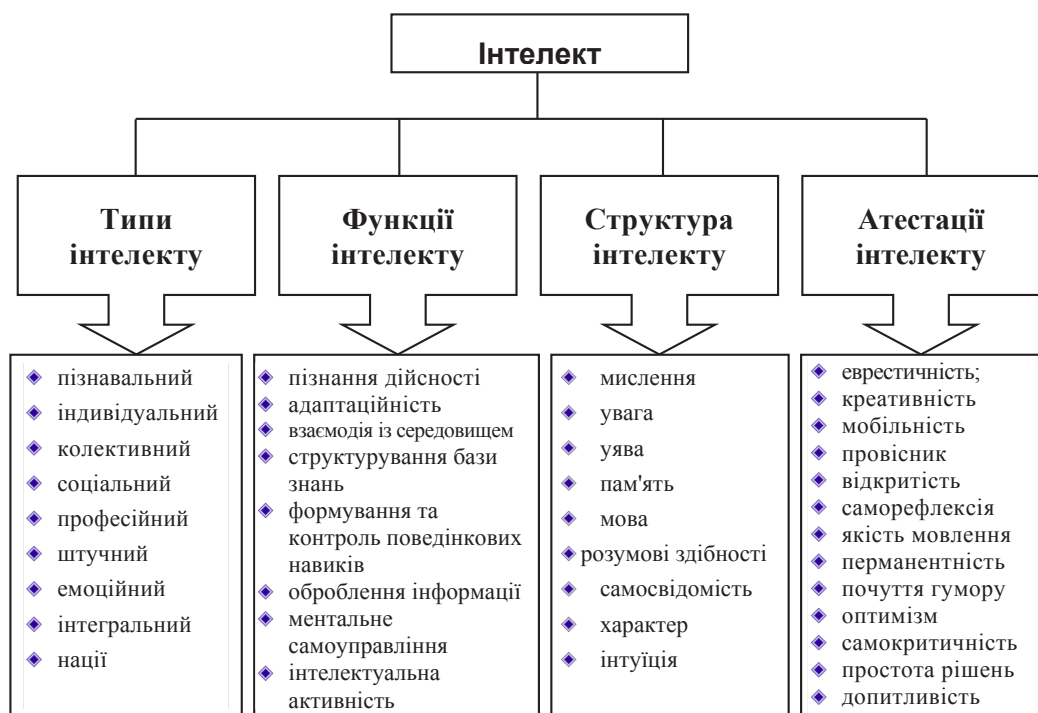 Інтелект
Типи
інтелекту
пізнавальний
індивідуальний
колективний
соціальний
професійний
штучний
емоційний
інтегральний
нації
Функції
інтелекту
пізнання дійсності
адаптаційність
взаємодія із середовищем
структурування бази
знань
формування та
контроль поведінкових
навиків
оброблення інформації
ментальне
самоуправління
інтелектуальна
активність
Структура
інтелекту
мислення
увага
уява
пам'ять
мова
розумові здібності
самосвідомість
характер
інтуїція
Атестації
інтелекту
еврестичність;
креативність
мобільність
провісник
відкритість
саморефлексія
якість мовлення
перманентність
почуття гумору
оптимізм
самокритичність
простота рішень
допитливість